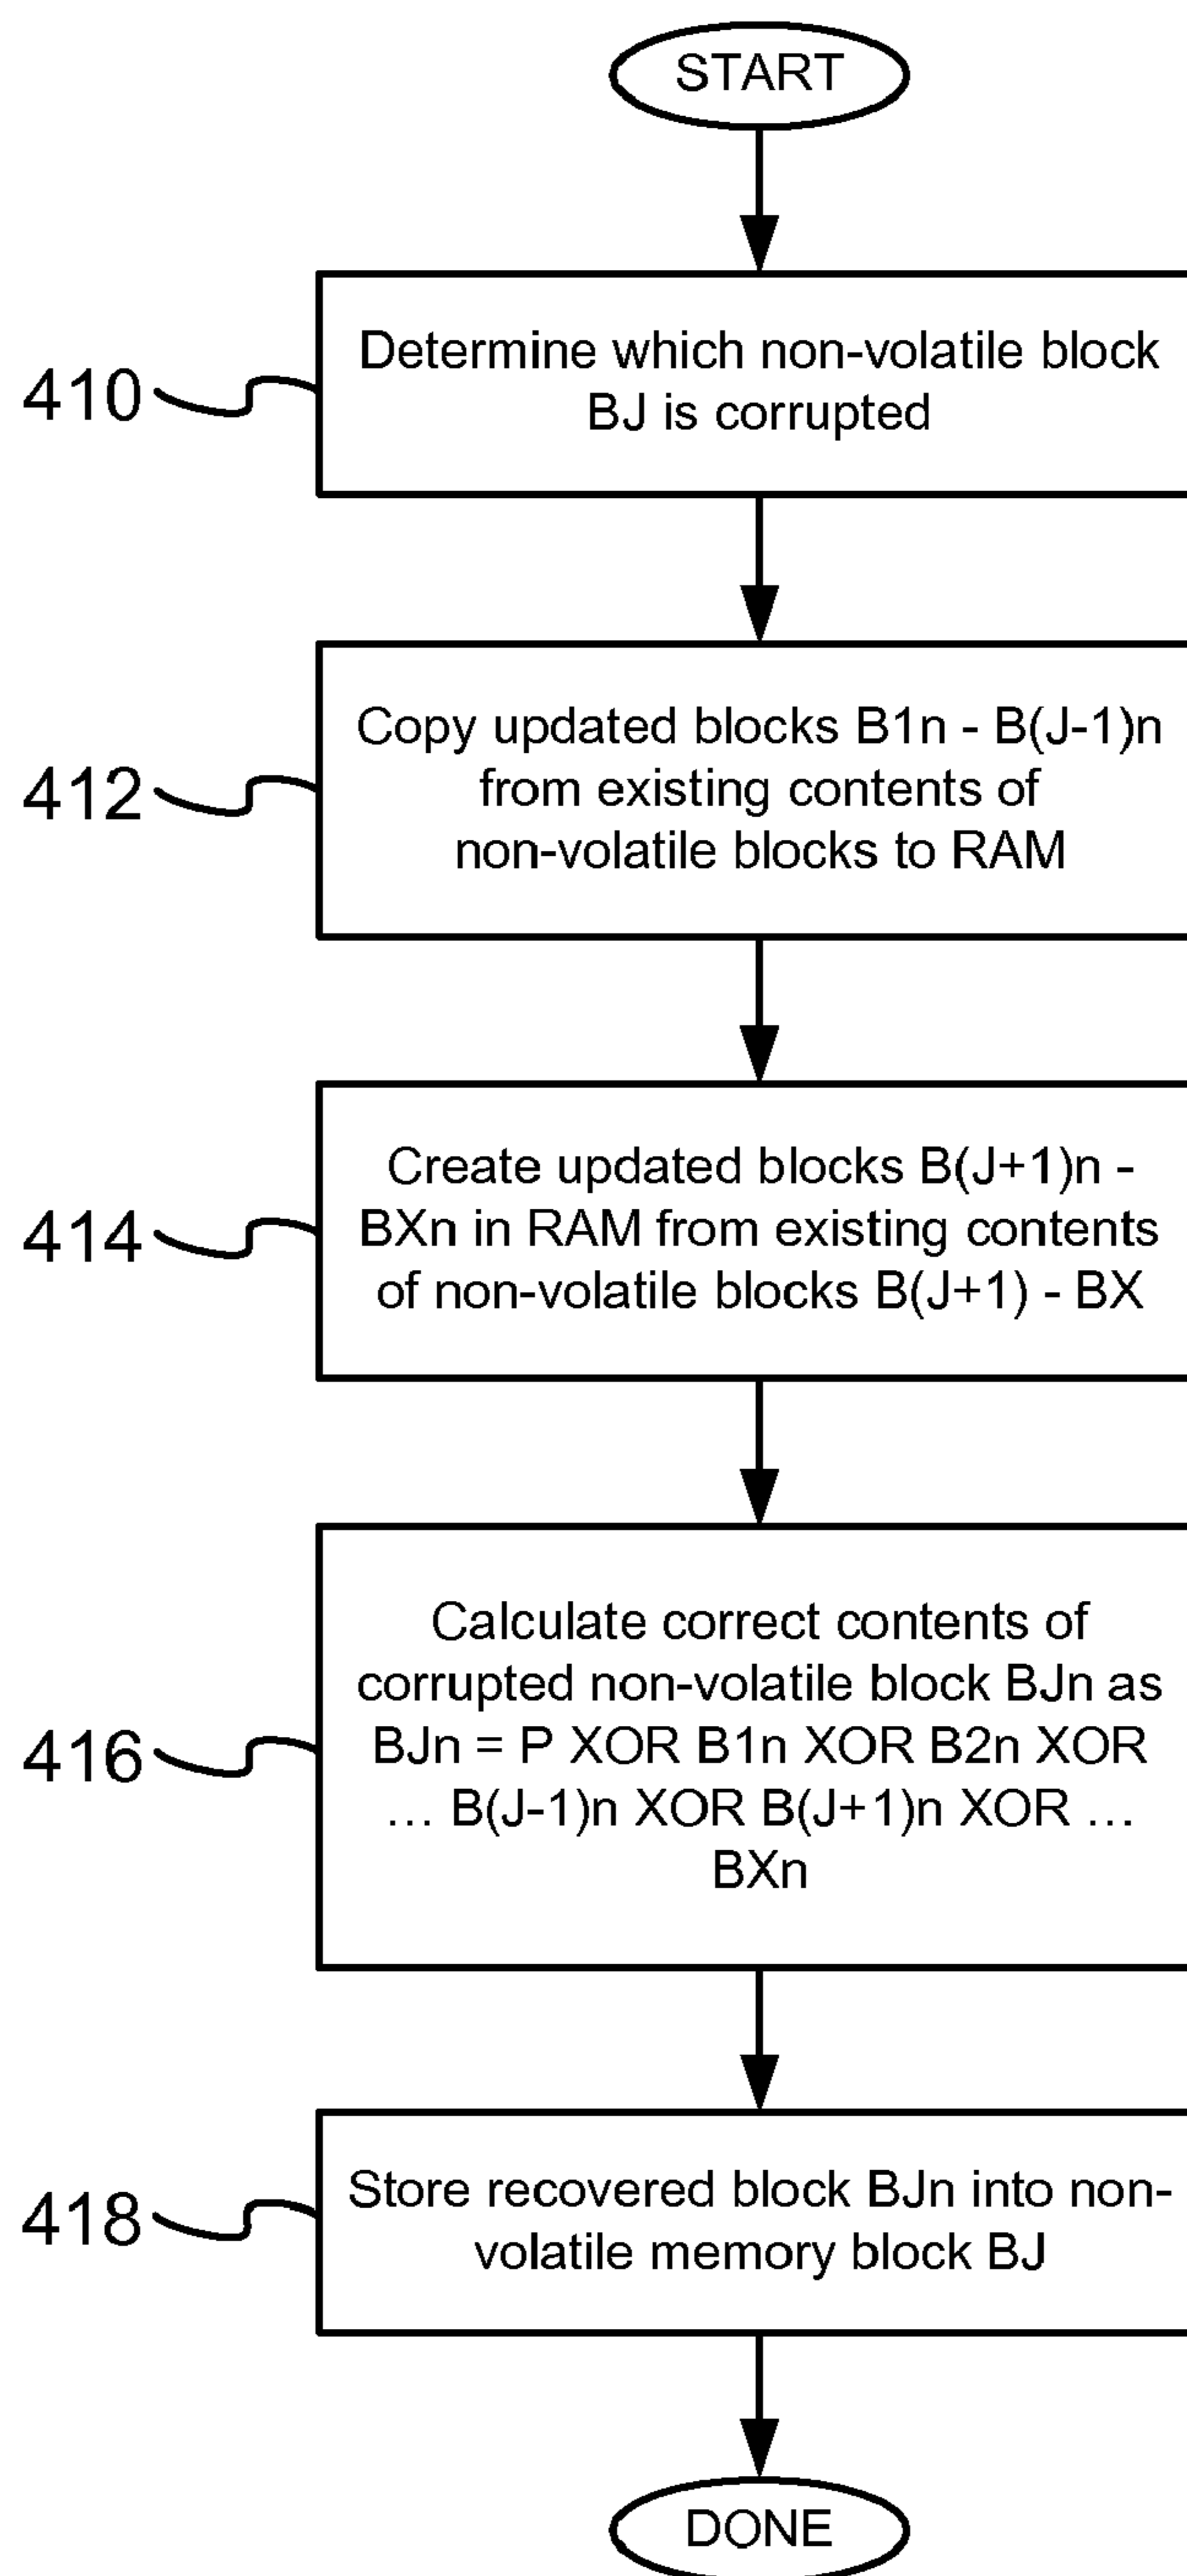 START
410
Determine which non-volatile block
BJ is corrupted
412
Copy updated blocks B1n - B(J-1)n
from existing contents of
non-volatile blocks to RAM
414
Create updated blocks B(J+1)n -
BXn in RAM from existing contents
of non-volatile blocks B(J+1) - BX
416
Calculate correct contents of
corrupted non-volatile block BJn as
BJn = P XOR B1n XOR B2n XOR
… B(J-1)n XOR B(J+1)n XOR …
BXn
418
Store recovered block BJn into non-
volatile memory block BJ
DONE